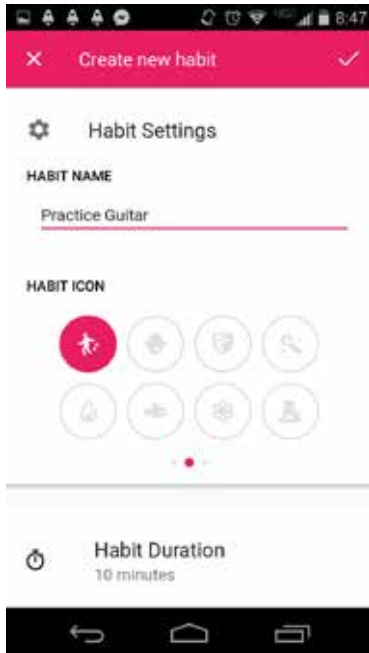 8:47
Create new habit
Habit Settings
HABIT NAME
Practice Guitar
HABIT ICON
Habit Duration
10 minutes